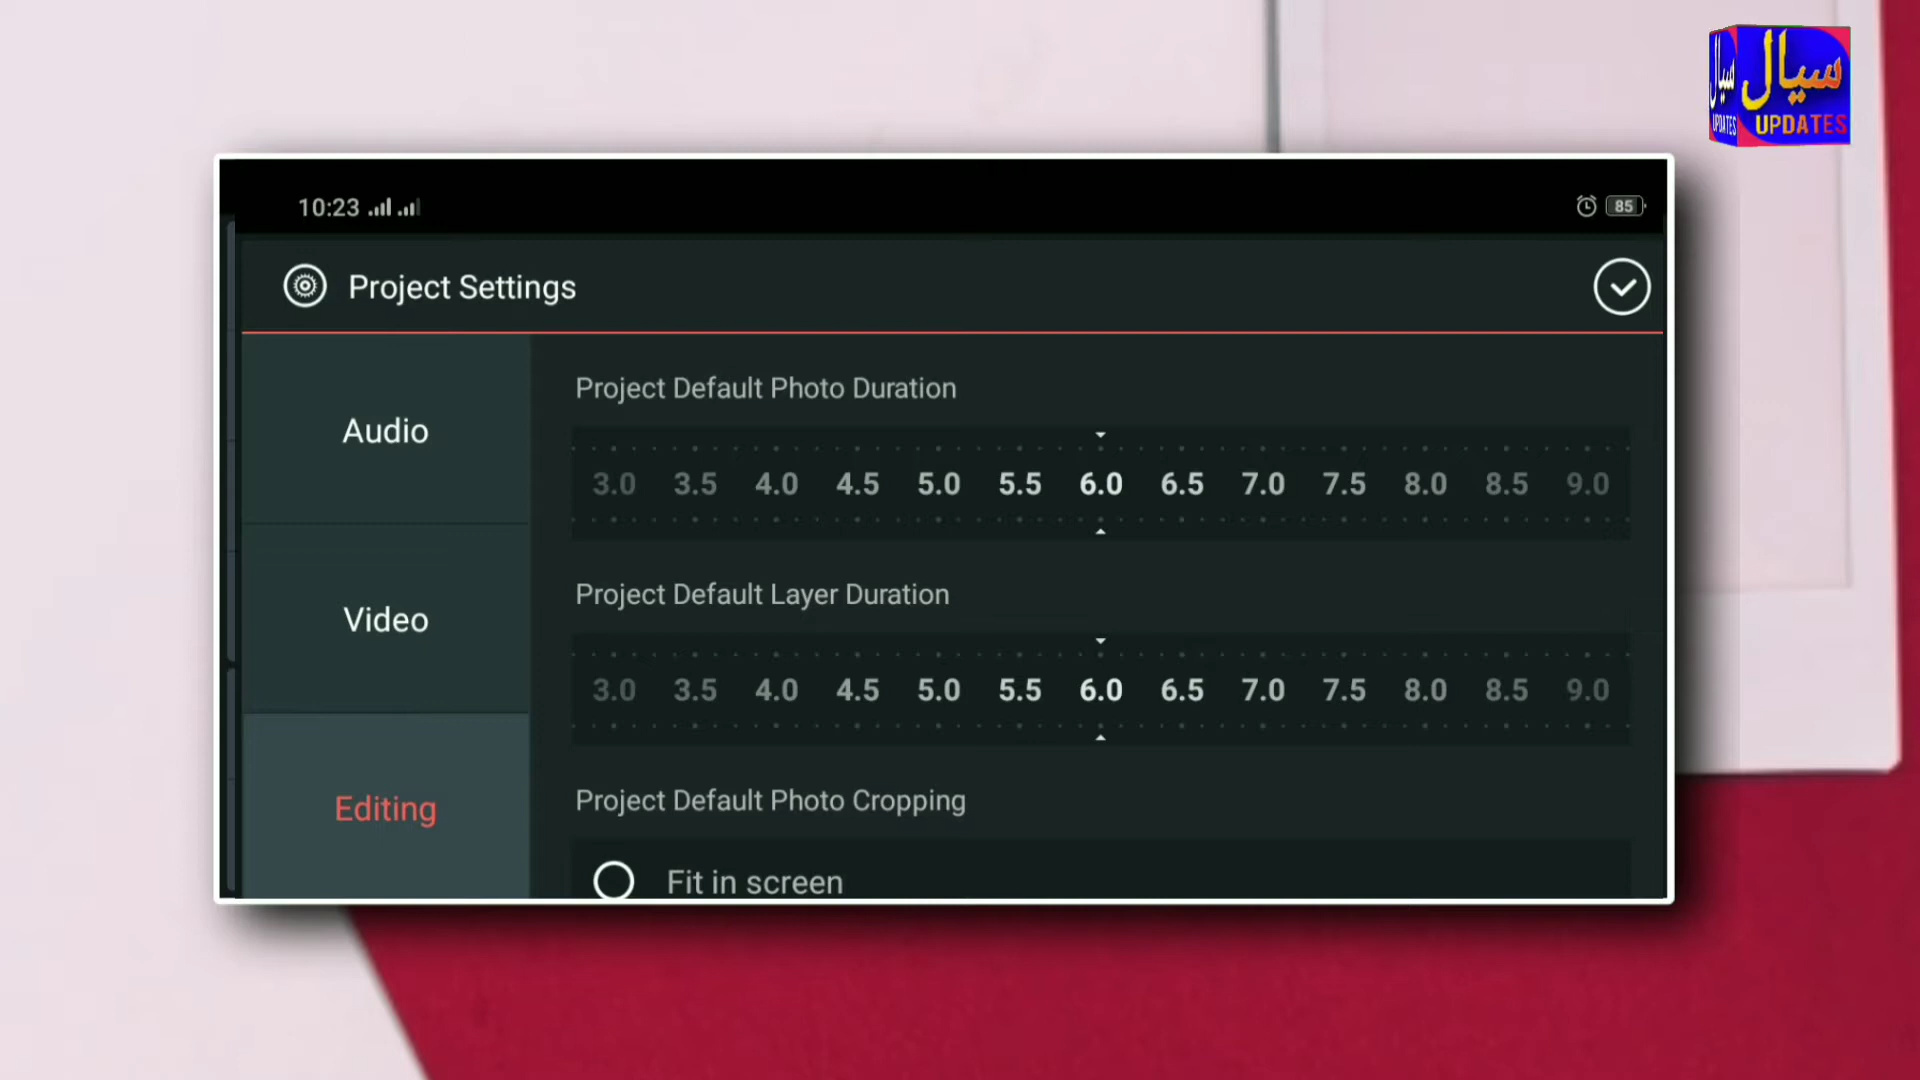 سیال
سیال
UPDATES
UPDATES
10:23
85
Project Settings
Audio
Video
Editing
Project Default Photo Duration
3.0 3.5 4.0 4.5 5.0 5.5 6.0 6.5 7.0 7.5 8.0 8.5 9.0
Project Default Layer Duration
3.0 3.5 4.0 4.5 5.0 5.5 6.0 6.5 7.0 7.5 8.0 8.5 9.0
Project Default Photo Cropping
Fit in screen